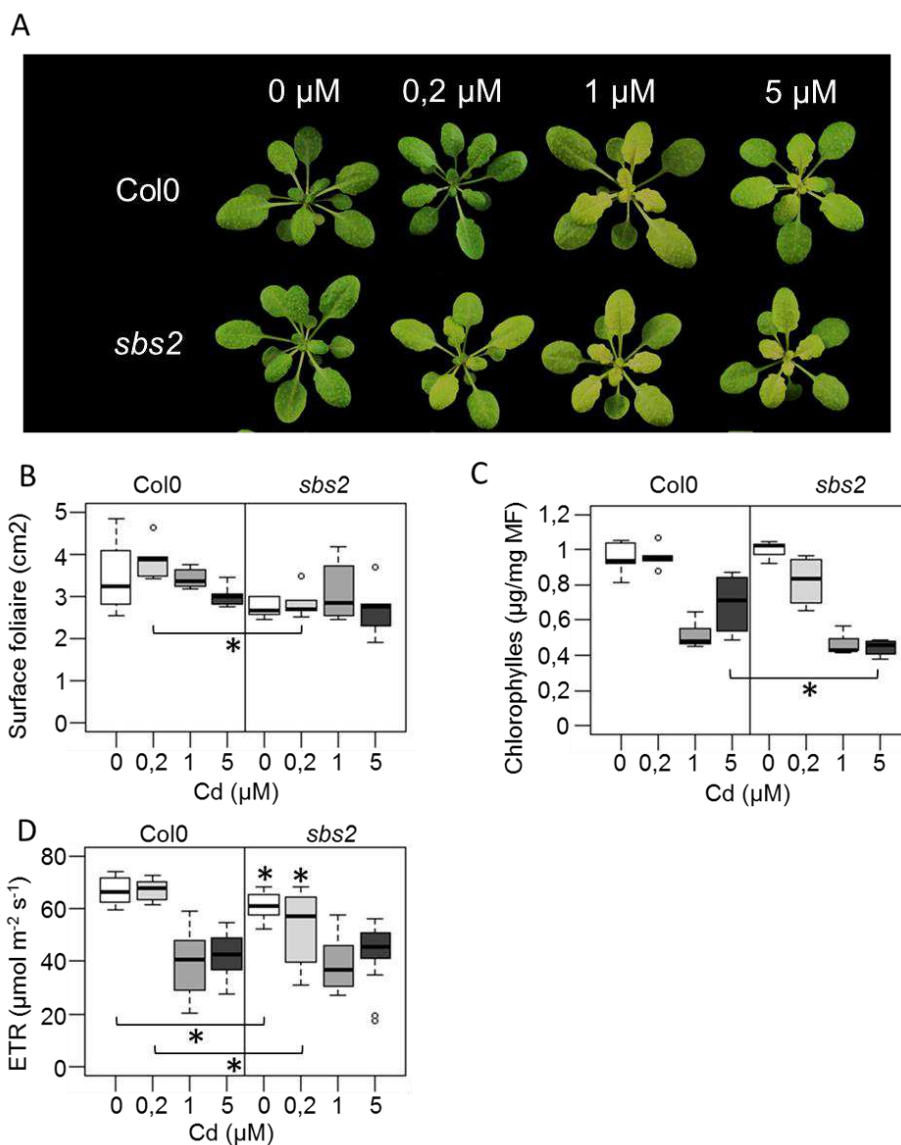 A
0 µM 0,2 µM 1 µM 5 µM
Col0
sbs2
B
Col0 sbs2
Surface foliaire (cm2)
5
4
3
2
1
0
*
0 0,2 1 5 0 0,2 1 5
Cd (µM)
C
Col0 sbs2
Chlorophylles (µg/mg MF)
1,2
1
0,8
0,6
0,4
0,2
0
*
0 0,2 1 5 0 0,2 1 5
Cd (µM)
D
Col0 sbs2
ETR (µmol m⁻² s⁻¹)
80
60
40
20
0
* *
*
*
0 0,2 1 5 0 0,2 1 5
Cd (µM)